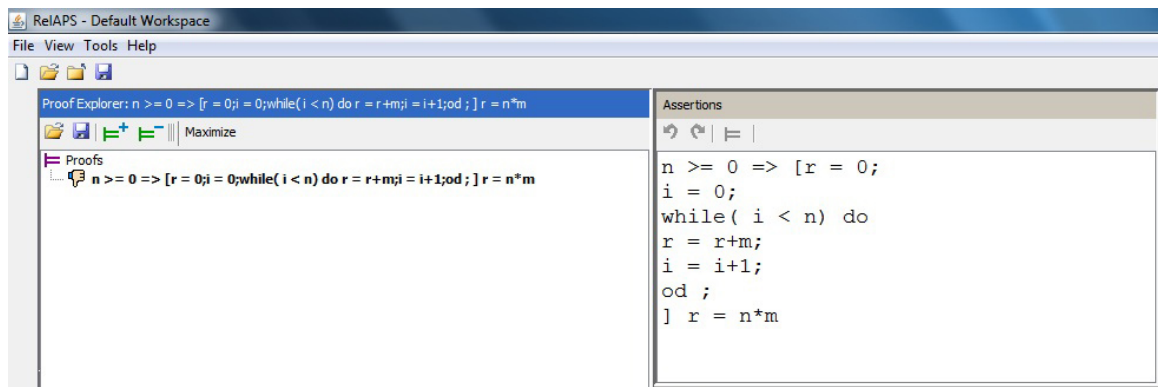 RelAPS - Default Workspace
File View Tools Help
Proof Explorer: n >= 0 => [r = 0;i = 0;while( i < n) do r = r+m;i = i+1;od ; ] r = n*m
Maximize
Proofs
n >= 0 => [r = 0;i = 0;while( i < n) do r = r+m;i = i+1;od ; ] r = n*m
Assertions
n >= 0 => [r = 0;
i = 0;
while( i < n) do
r = r+m;
i = i+1;
od ;
] r = n*m